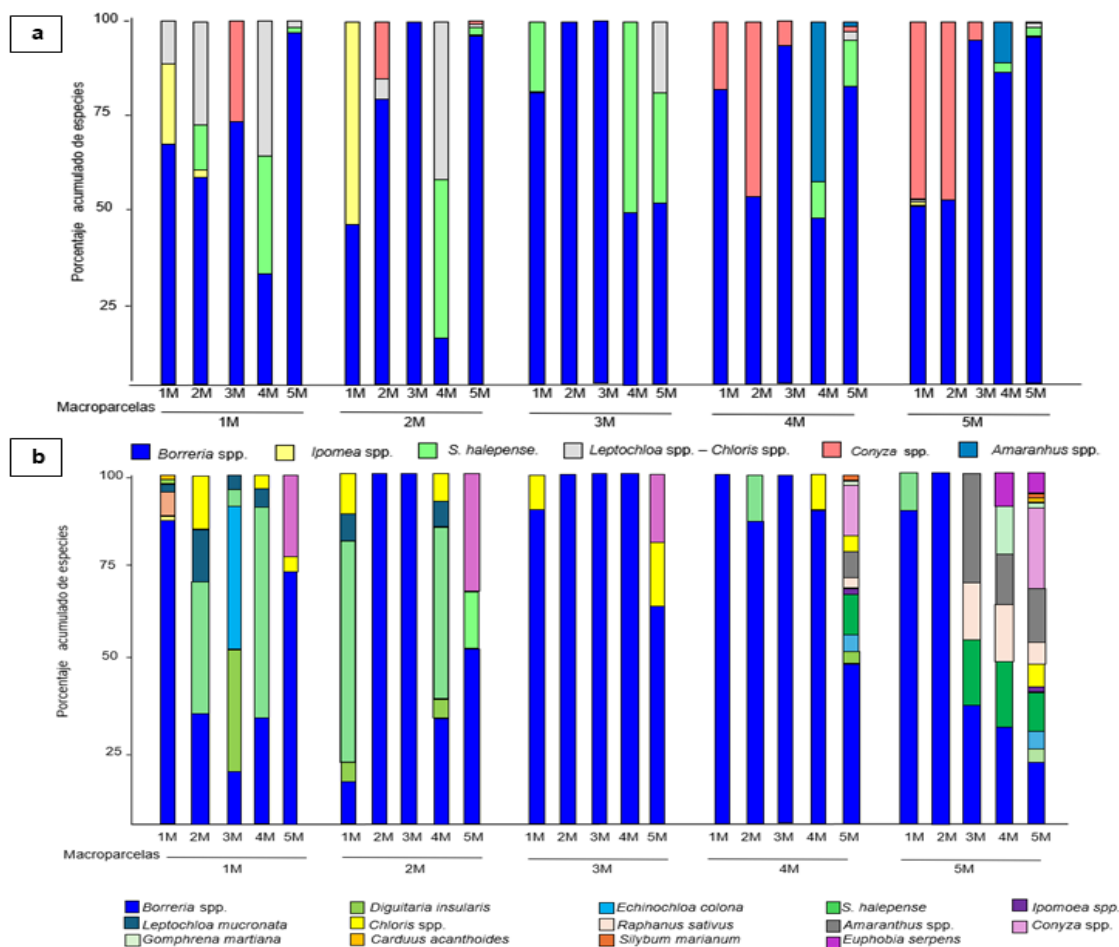 a
Porcentaje acumulado de especies
100
75
50
25
1M 2M 3M 4M 5M 1M 2M 3M 4M 5M 1M 2M 3M 4M 5M 1M 2M 3M 4M 5M 1M 2M 3M 4M 5M
Macroparcelas
1M 2M 3M 4M 5M
Borreria spp. Ipomea spp. S. halepense. Leptochloa spp. – Chloris spp. Conyza spp. Amaranhus spp.
b
Porcentaje acumulado de especies
100
75
50
25
1M 2M 3M 4M 5M 1M 2M 3M 4M 5M 1M 2M 3M 4M 5M 1M 2M 3M 4M 5M 1M 2M 3M 4M 5M
Macroparcelas
1M 2M 3M 4M 5M
Borreria spp. Diguitaria insularis Echinochloa colona S. halepense Ipomoea spp.
Leptochloa mucronata Chloris spp. Raphanus sativus Amaranthus spp. Conyza spp.
Gomphrena martiana Carduus acanthoides Silybum marianum Euphobia serpens